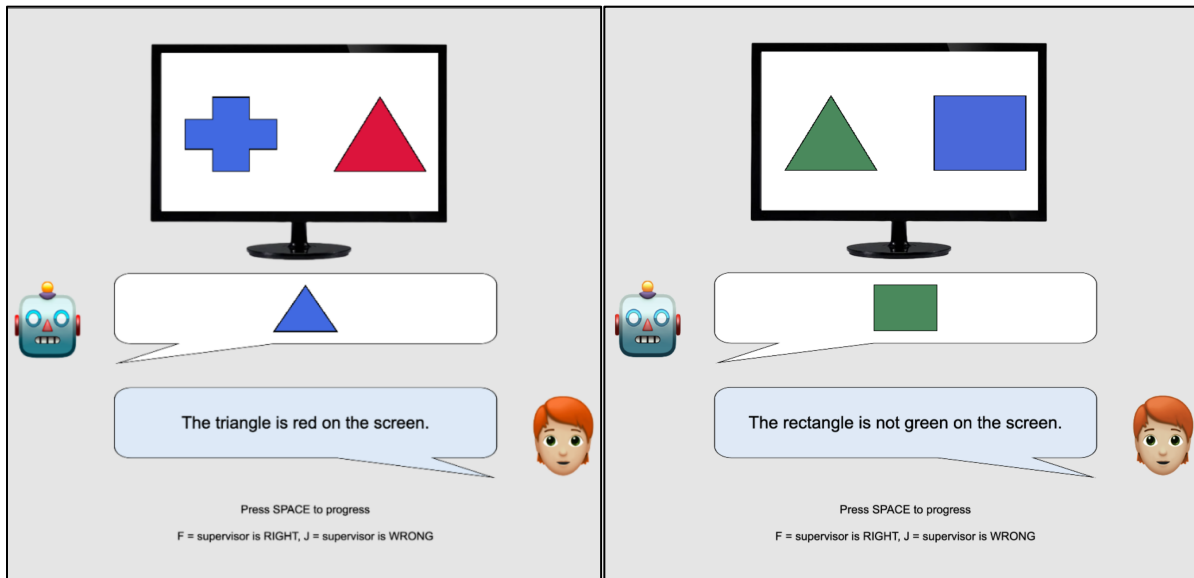 The triangle is red on the screen.
Press SPACE to progress
F = supervisor is RIGHT, J = supervisor is WRONG
The rectangle is not green on the screen.
Press SPACE to progress
F = supervisor is RIGHT, J = supervisor is WRONG